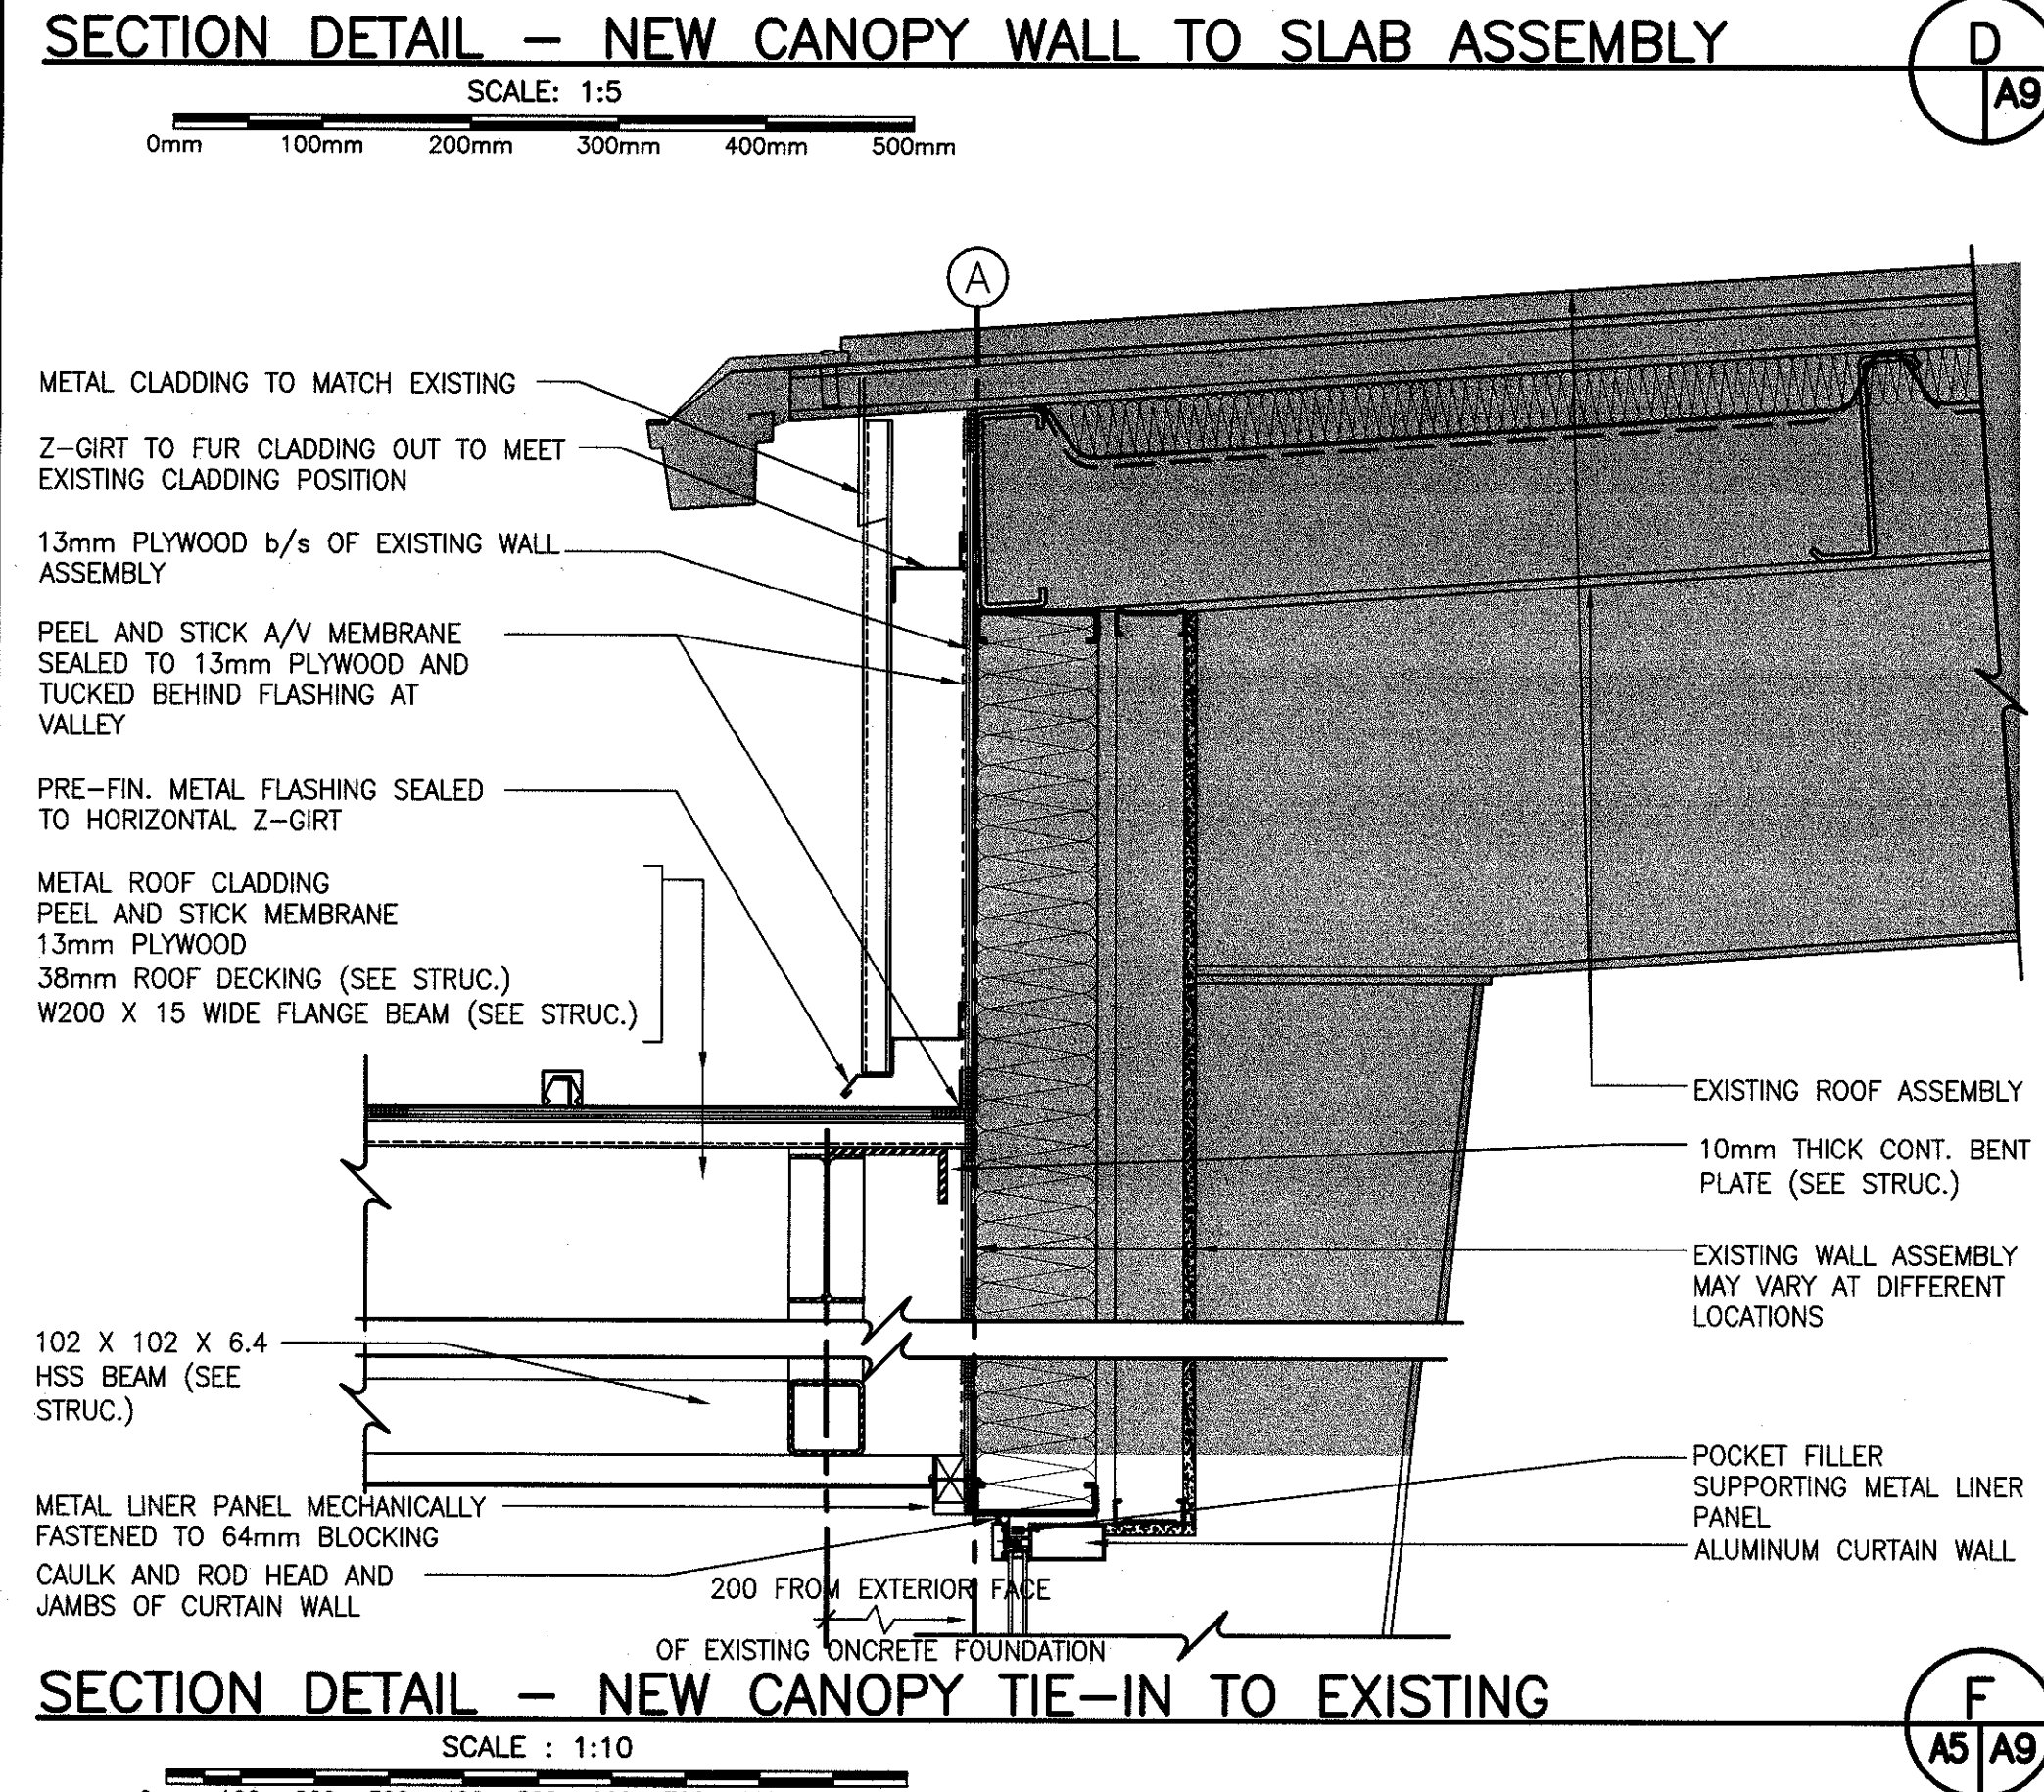 SECTION DETAIL – NEW CANOPY WALL TO SLAB ASSEMBLY
D
A9
SCALE: 1:5
0mm 100mm 200mm 300mm 400mm 500mm
A
METAL CLADDING TO MATCH EXISTING
Z-GIRT TO FUR CLADDING OUT TO MEET
EXISTING CLADDING POSITION
13mm PLYWOOD b/s OF EXISTING WALL
ASSEMBLY
PEEL AND STICK A/V MEMBRANE
SEALED TO 13mm PLYWOOD AND
TUCKED BEHIND FLASHING AT
VALLEY
PRE-FIN. METAL FLASHING SEALED
TO HORIZONTAL Z-GIRT
METAL ROOF CLADDING
PEEL AND STICK MEMBRANE
13mm PLYWOOD
38mm ROOF DECKING (SEE STRUC.)
W200 X 15 WIDE FLANGE BEAM (SEE STRUC.)
102 X 102 X 6.4
HSS BEAM (SEE
STRUC.)
METAL LINER PANEL MECHANICALLY
FASTENED TO 64mm BLOCKING
CAULK AND ROD HEAD AND
JAMBS OF CURTAIN WALL
EXISTING ROOF ASSEMBLY
10mm THICK CONT. BENT
PLATE (SEE STRUC.)
EXISTING WALL ASSEMBLY
MAY VARY AT DIFFERENT
LOCATIONS
POCKET FILLER
SUPPORTING METAL LINER
PANEL
ALUMINUM CURTAIN WALL
200 FROM EXTERIOR FACE
OF EXISTING ONCRETE FOUNDATION
SECTION DETAIL – NEW CANOPY TIE-IN TO EXISTING
F
A5 A9
SCALE : 1:10